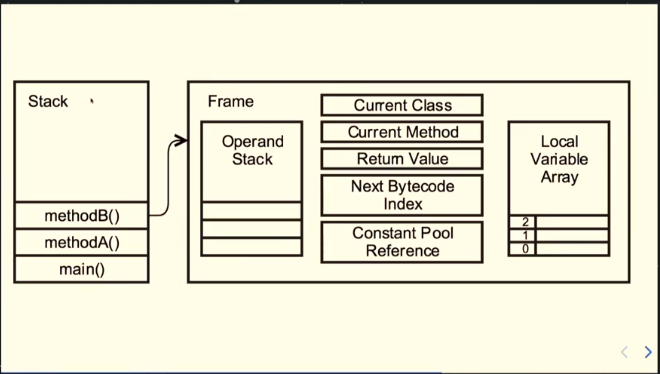 Stack
methodB()
methodA()
main()
Frame
Operand
Stack
Current Class
Current Method
Return Value
Next Bytecode
Index
Constant Pool
Reference
Local
Variable
Array
2
1
0